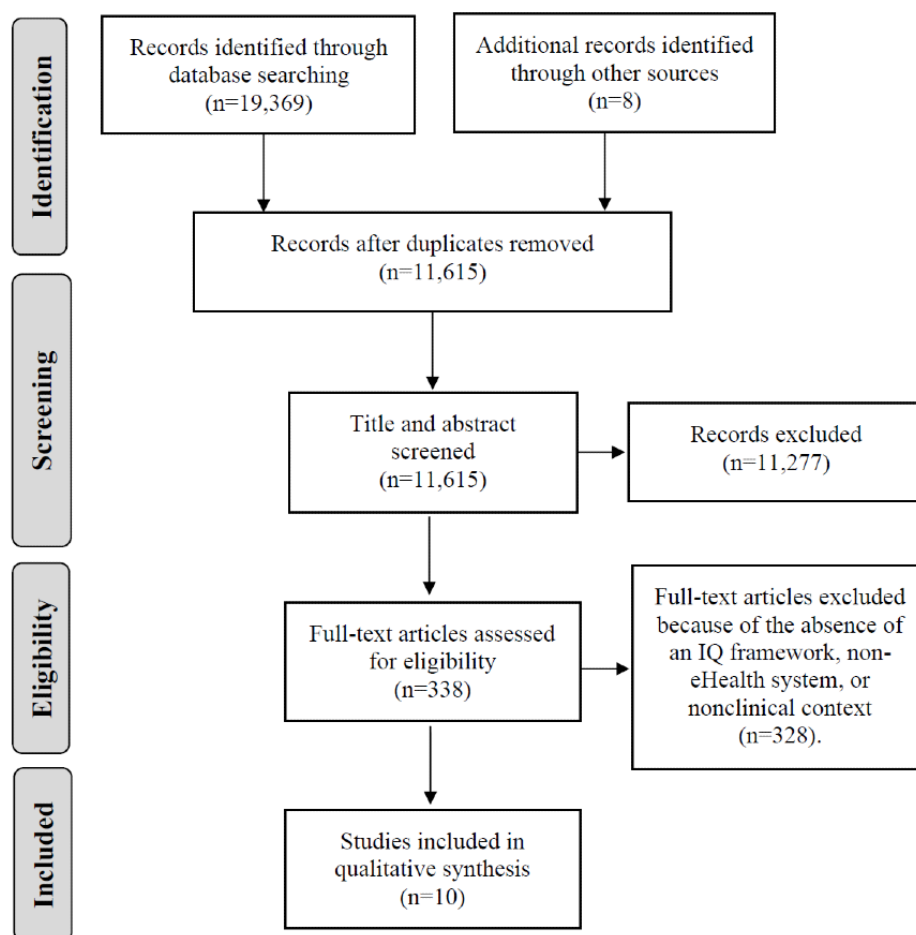 Identification
Records identified through
database searching
(n=19,369)
Additional records identified
through other sources
(n=8)
Records after duplicates removed
(n=11,615)
Screening
Title and abstract
screened
(n=11,615)
Records excluded
(n=11,277)
Eligibility
Full-text articles assessed
for eligibility
(n=338)
Full-text articles excluded
because of the absence of
an IQ framework, non-
eHealth system, or
nonclinical context
(n=328).
Included
Studies included in
qualitative synthesis
(n=10)